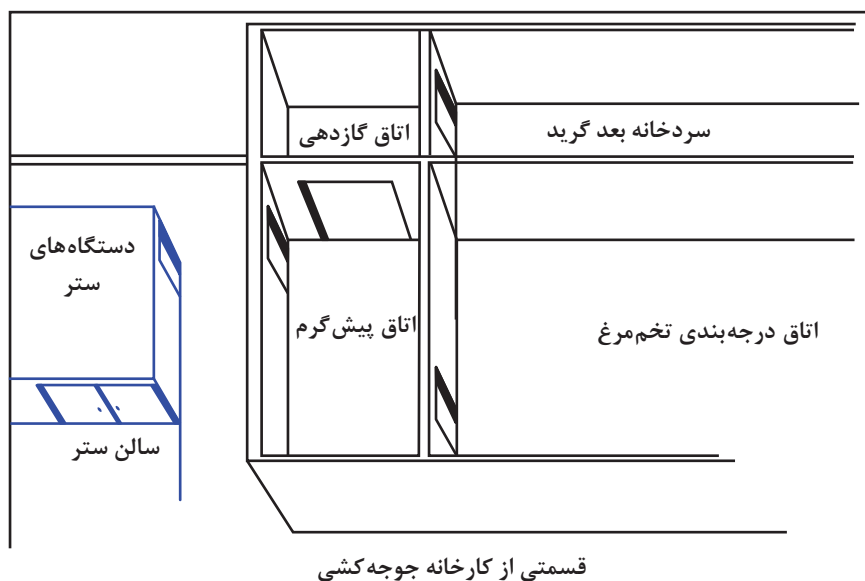 سردخانه بعد گرید
اتاق گازدهی
دستگاه‌های
ستر
اتاق درجه‌بندی تخم‌مرغ
اتاق پیش‌گرم
سالن ستر
قسمتی از کارخانه جوجه‌کشی